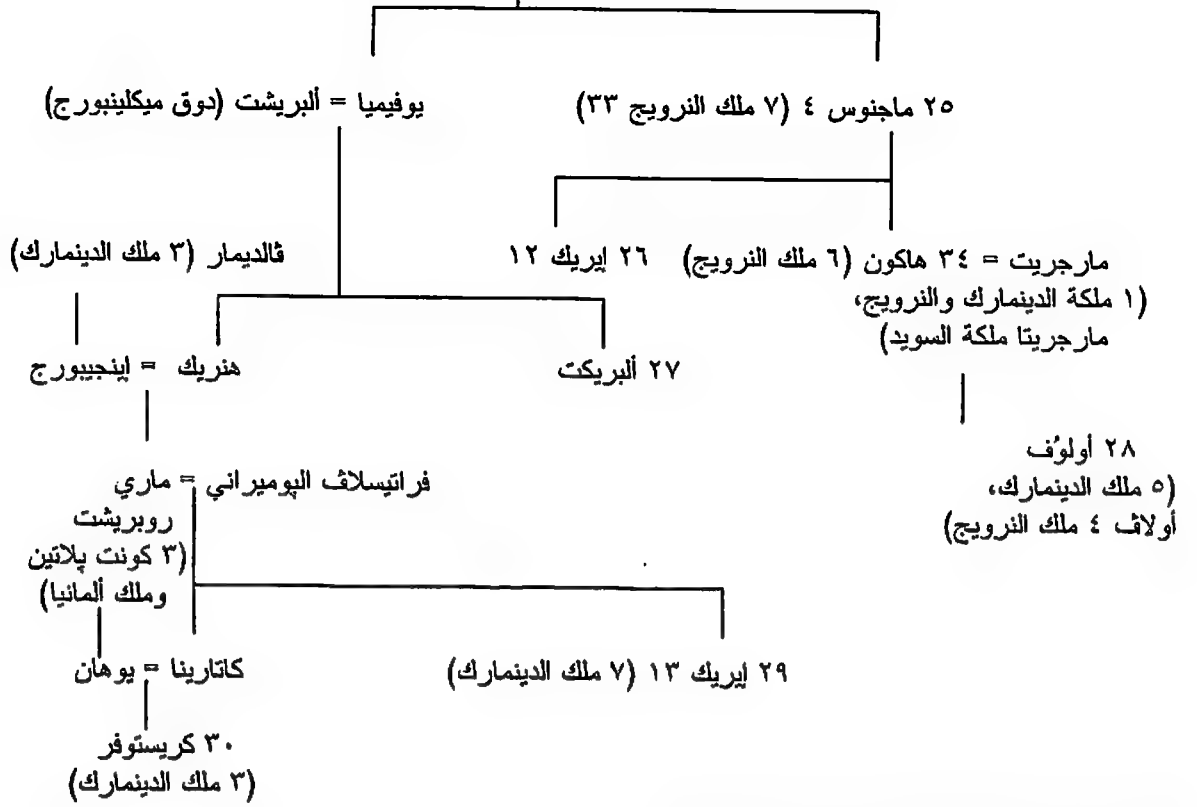 ٢٥ ماجنوس ٤ (٧ ملك النرويج ٣٣)
يوفيميا = ألبريشت (دوق ميكلينبورج)
مارجريت = ٣٤ هاكون (٦ ملك النرويج)
(١ ملكة الدينمارك والنرويج،
مارجريتا ملكة السويد)
٢٦ إيريك ١٢
ڤالديمار (٣ ملك الدينمارك)
٢٧ ألبريكت
هنريك = إينجيبورج
٢٨ أولوُف
(٥ ملك الدينمارك،
أولاڤ ٤ ملك النرويج)
فراتيسلاڤ الپوميراني = ماري
روبريشت
(٣ كونت پلاتين
وملك ألمانيا)
٢٩ إيريك ١٣ (٧ ملك الدينمارك)
كاتارينا = يوهان
٣٠ كريستوفر
(٣ ملك الدينمارك)